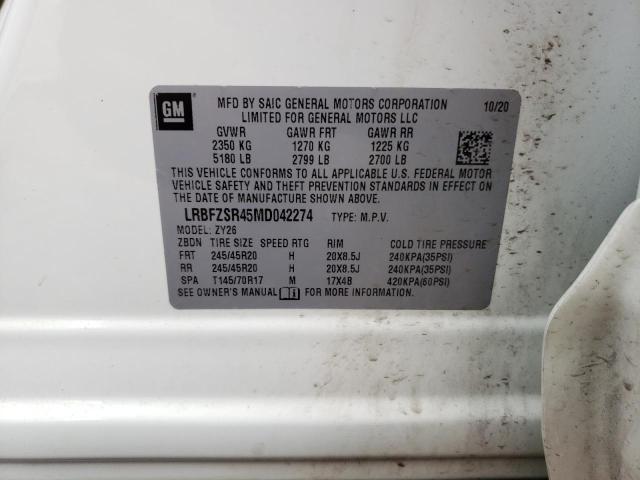 GM
MFD BY SAIC GENERAL MOTORS CORPORATION 10/20
LIMITED FOR GENERAL MOTORS LLC
GVWR GAWR FRT GAWR RR
2350 KG 1270 KG 1225 KG
5180 LB 2799 LB 2700 LB
THIS VEHICLE CONFORMS TO ALL APPLICABLE U.S. FEDERAL MOTOR
VEHICLE SAFETY AND THEFT PREVENTION STANDARDS IN EFFECT ON
THE DATE OF MANUFACTURE SHOWN ABOVE.
LRBFZSR45MD042274 TYPE: M.P.V.
MODEL: ZY26
ZBDN TIRE SIZE SPEED RTG RIM COLD TIRE PRESSURE
FRT 245/45R20 H 20X8.5J 240KPA(35PSI)
RR 245/45R20 H 20X8.5J 240KPA(35PSI)
SPA T145/70R17 M 17X4B 420KPA(60PSI)
SEE OWNER'S MANUAL FOR MORE INFORMATION.